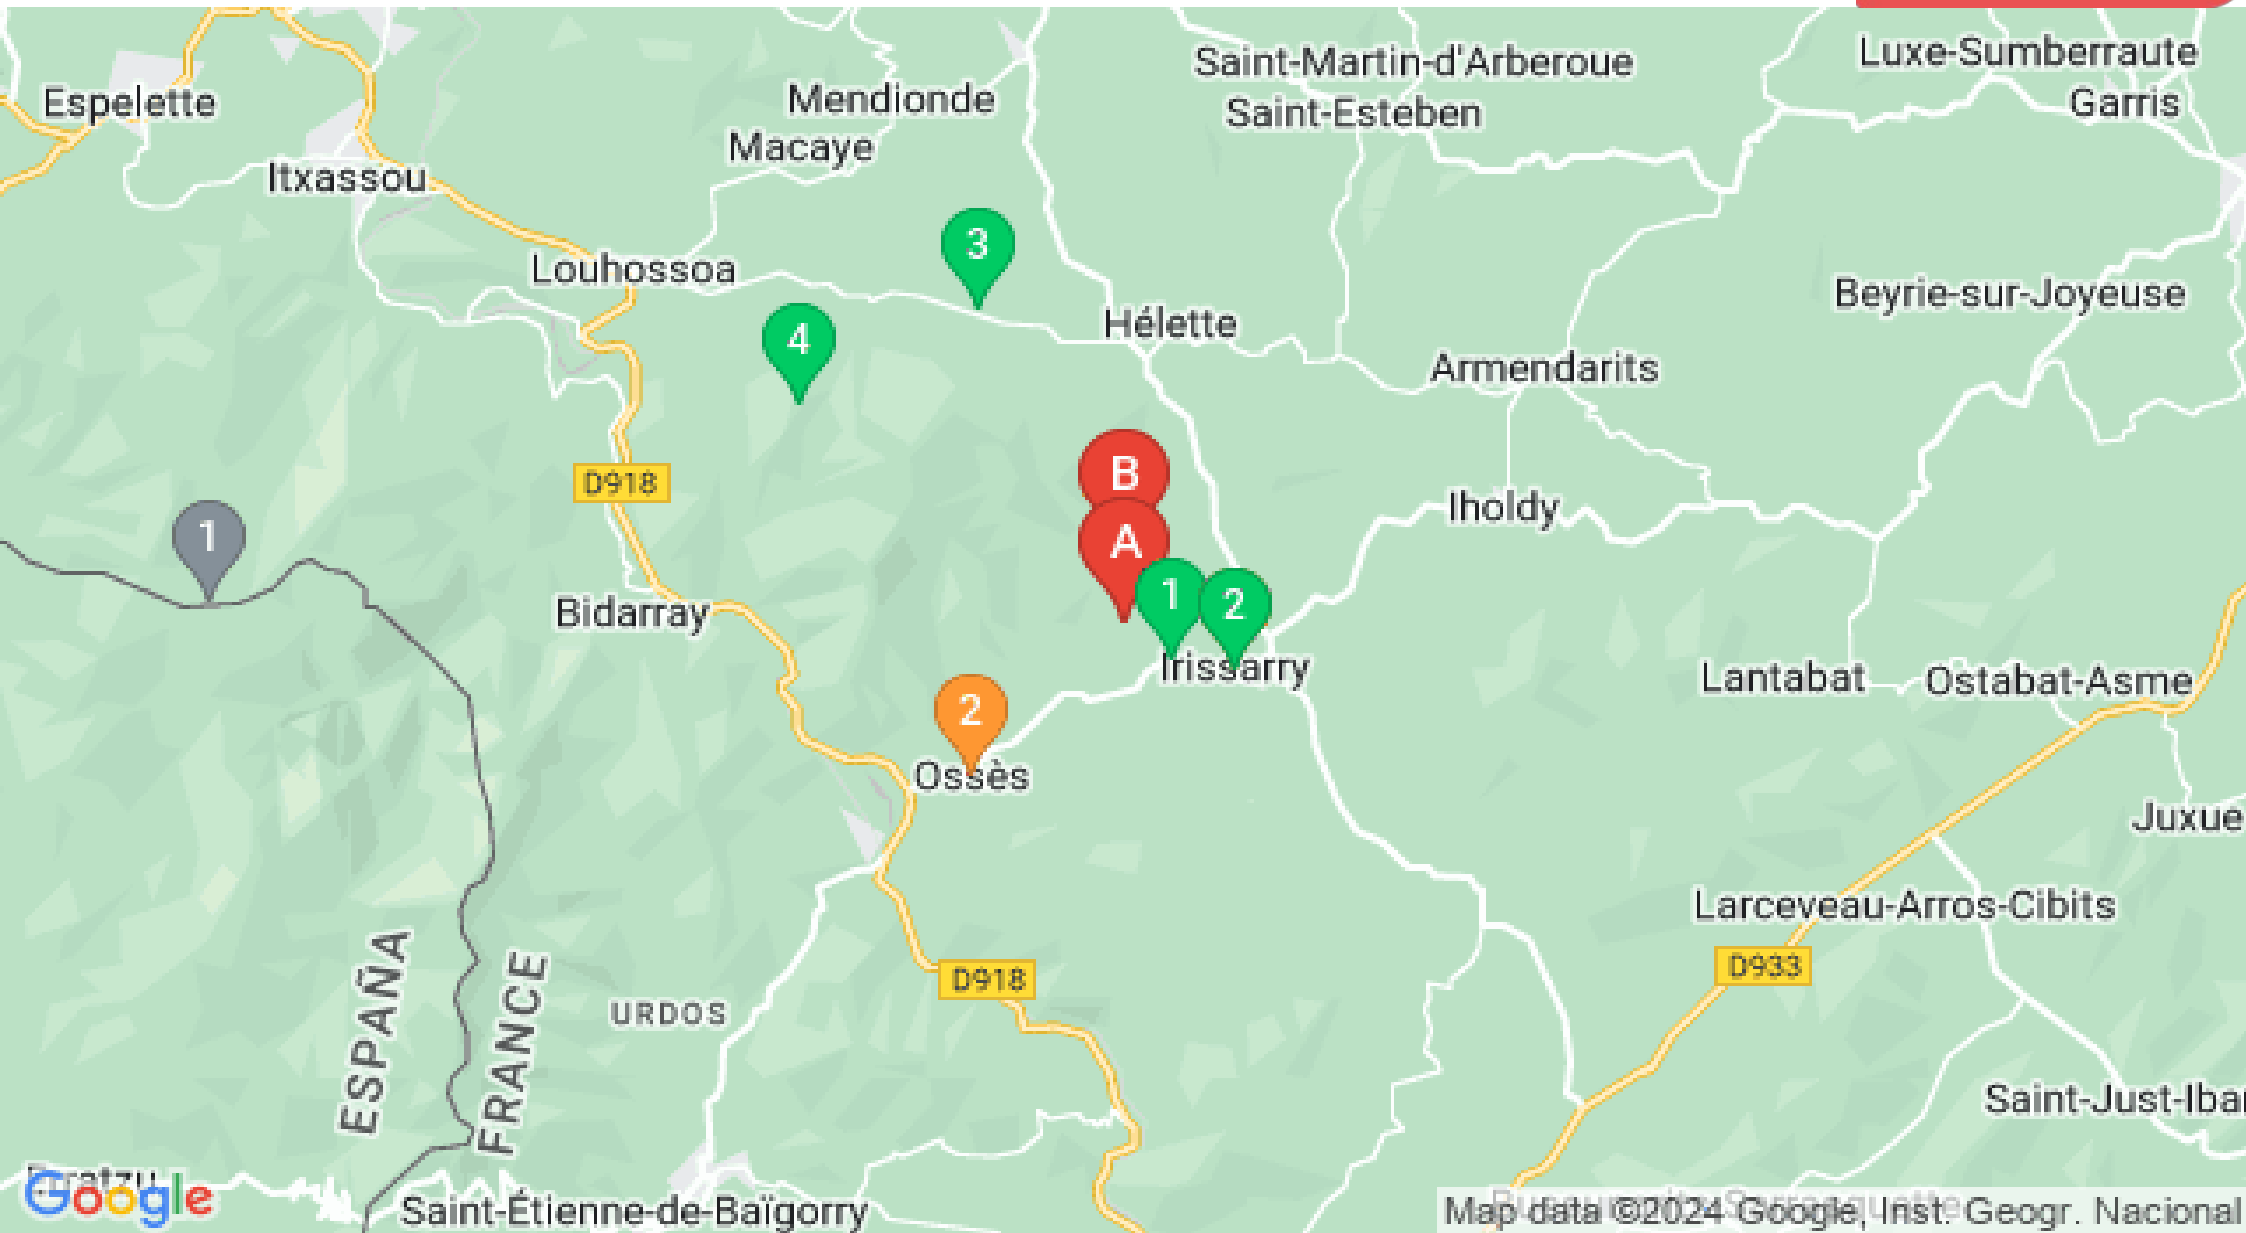 Saint-Martin-d'Arberoue
Luxe-Sumberraute
Espelette
Mendionde
Saint-Esteben
Garris
Macaye
Itxassou
3
Louhossoa
Beyrie-sur-Joyeuse
Hélette
4
Armendarits
B
D918
Iholdy
1
A
1
2
Bidarray
Irissarry
Lantabat
Ostabat-Asme
2
Ossès
Juxue
Larceveau-Arros-Cibits
D933
D918
ESPAÑA
FRANCE
URDOS
Saint-Just-Iba
Google
Saint-Étienne-de-Baïgorry
Map data ©2024 Google, Inst. Geogr. Nacional